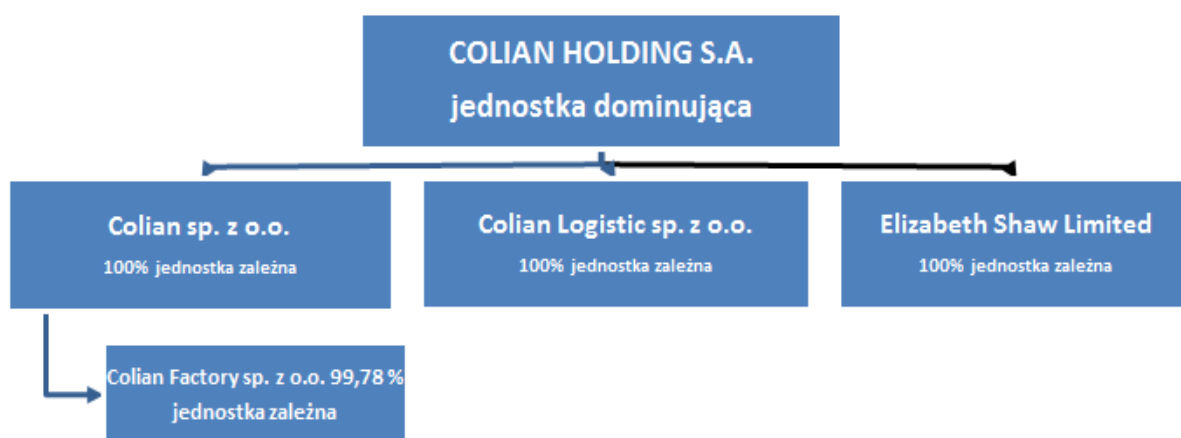 COLIAN HOLDING S.A.
jednostka dominująca
Colian sp. z o.o.
100% jednostka zależna
Colian Logistic sp. z o.o.
100% jednostka zależna
Elizabeth Shaw Limited
100% jednostka zależna
Colian Factory sp. z o.o. 99,78 %
jednostka zależna